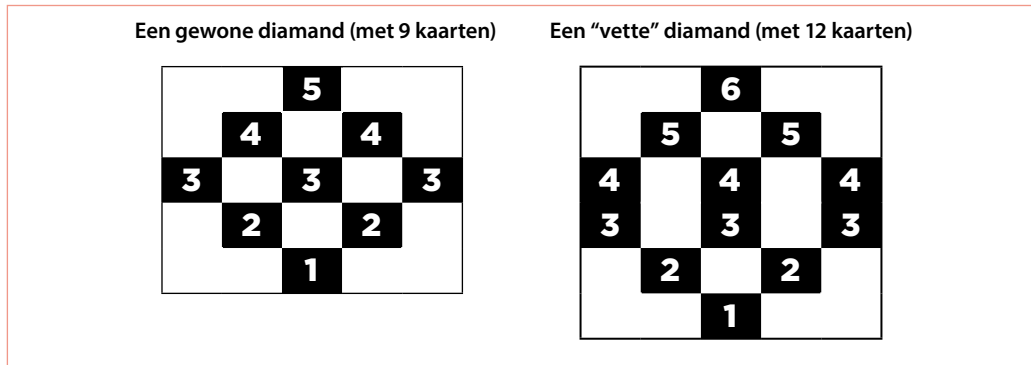 Een gewone diamand (met 9 kaarten)
5
4 4
3 3 3
2 2
1
Een “vette” diamand (met 12 kaarten)
6
5 5
4 4 4
3 3 3
2 2
1